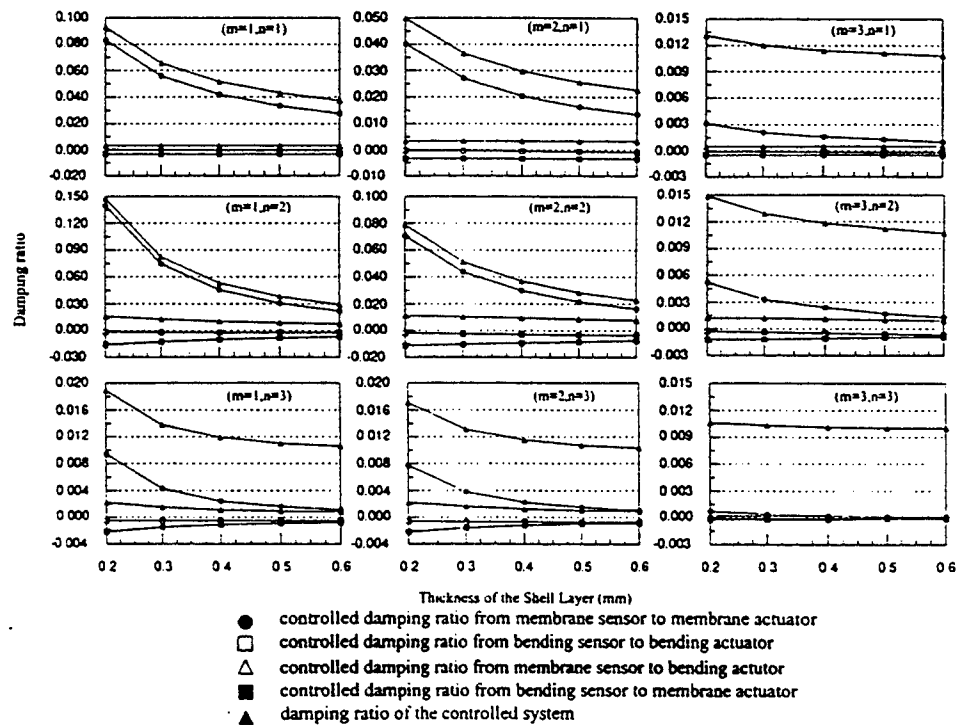 0.100 0.050 0.015
(m=1,n=1) (m=2,n=1) (m=3,n=1)
0.080 0.040 0.012
0.060 0.030 0.009
0.040 0.020 0.006
0.020 0.010 0.003
0.000 0.000 0.000
-0.020 -0.010 -0.003
0.150 0.100 0.015
(m=1,n=2) (m=2,n=2) (m=3,n=2)
0.120 0.080 0.012
0.090 0.060 0.009
0.060 0.040 0.006
0.030 0.020 0.003
0.000 0.000 0.000
-0.030 -0.020 -0.003
0.020 0.020 0.015
(m=1,n=3) (m=2,n=3) (m=3,n=3)
0.016 0.016 0.012
0.012 0.012 0.009
0.008 0.008 0.006
0.004 0.004 0.003
0.000 0.000 0.000
-0.004 -0.004 -0.003
0.2 0.3 0.4 0.5 0.6 0.2 0.3 0.4 0.5 0.6 0.2 0.3 0.4 0.5 0.6
Damping ratio
Thickness of the Shell Layer (mm)
controlled damping ratio from membrane sensor to membrane actuator
controlled damping ratio from bending sensor to bending actuator
controlled damping ratio from membrane sensor to bending actutor
controlled damping ratio from bending sensor to membrane actuator
damping ratio of the controlled system